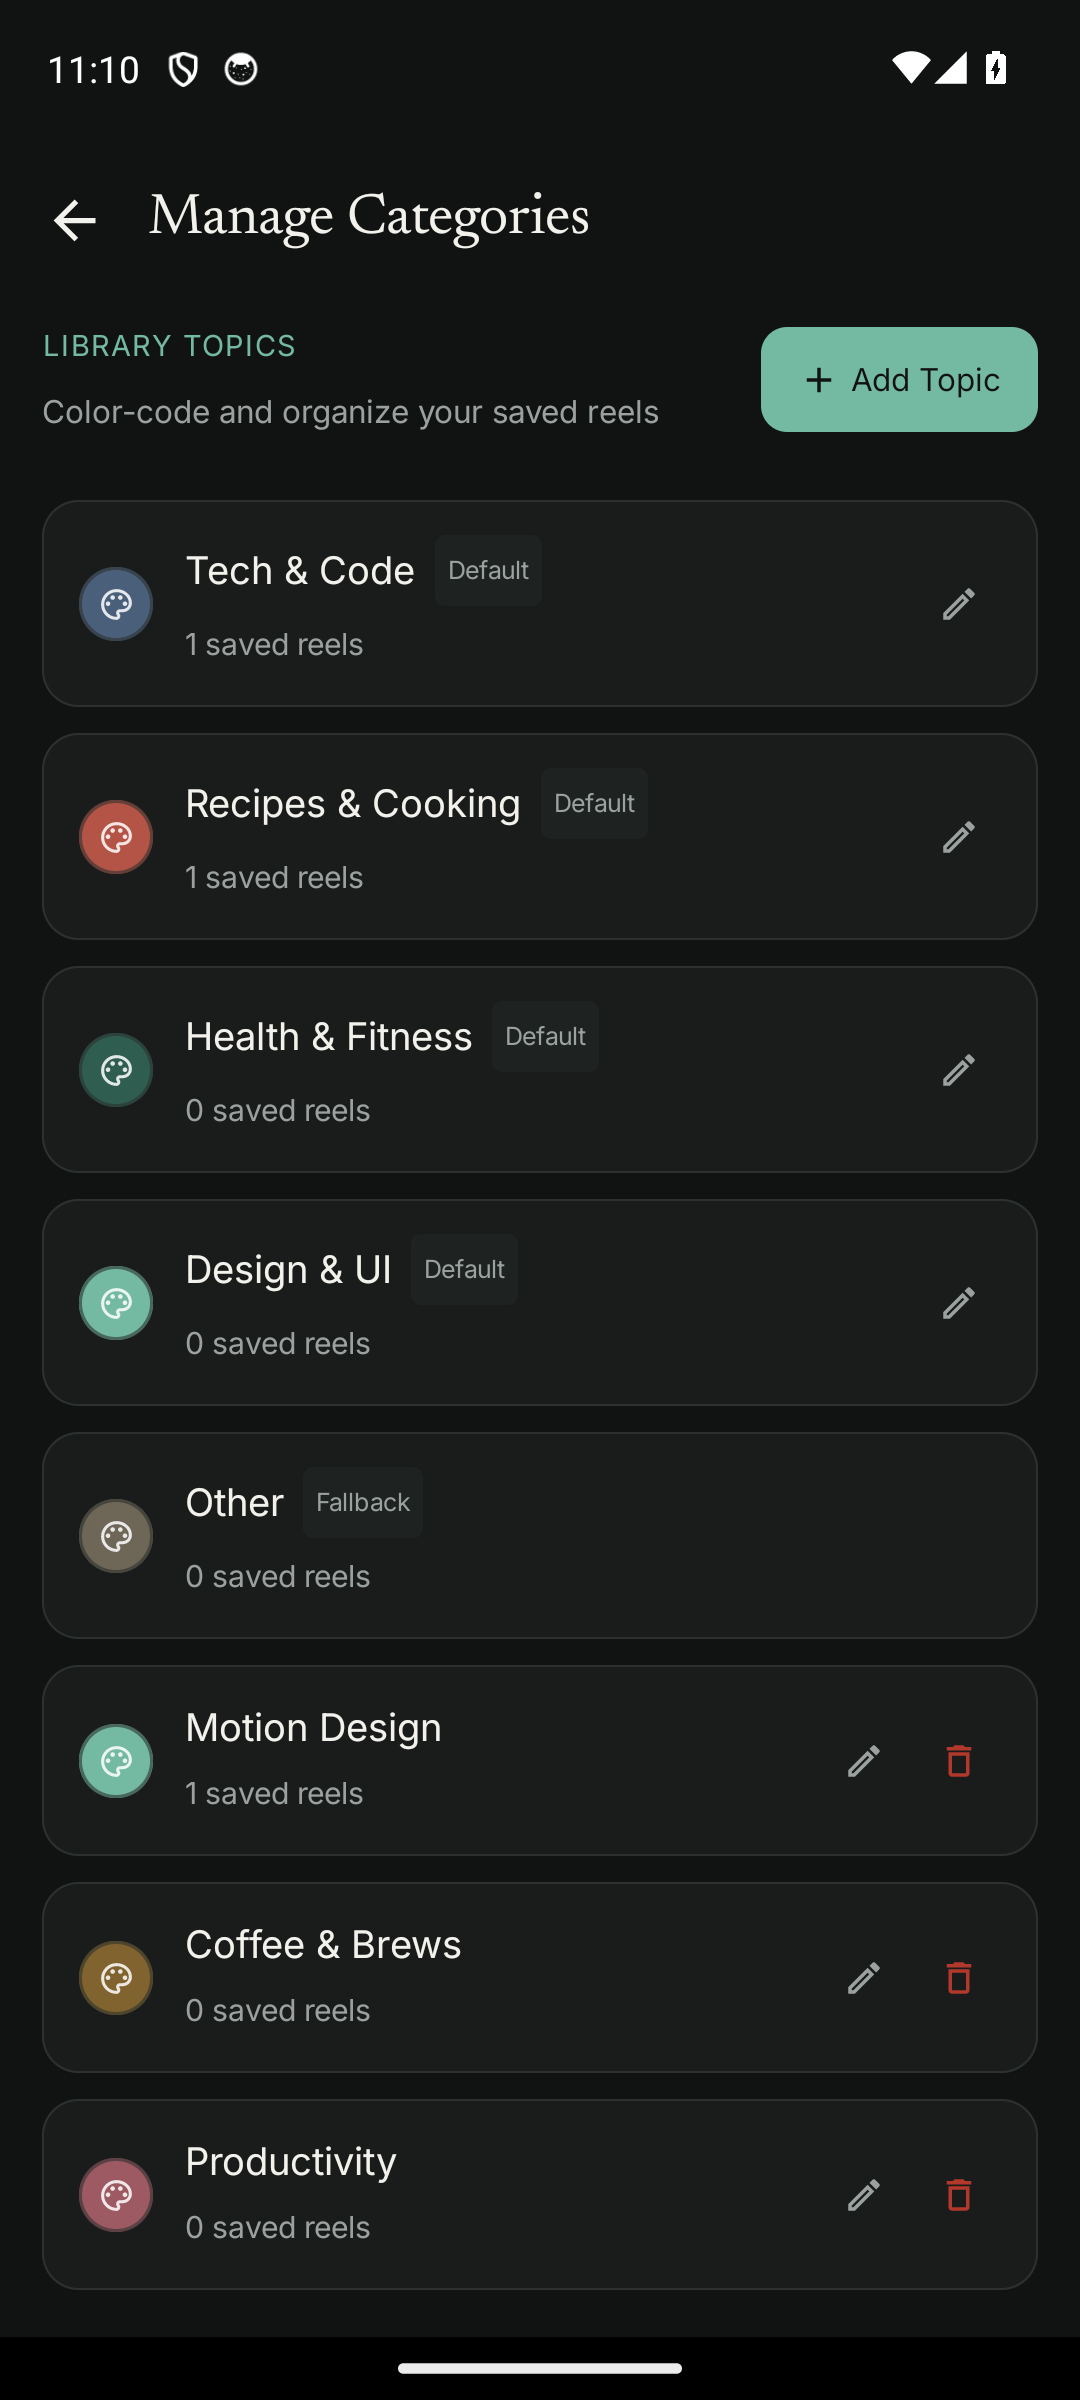 11:10
Manage Categories
LIBRARY TOPICS
Color-code and organize your saved reels
+ Add Topic
Tech & Code Default
1 saved reels
Recipes & Cooking Default
1 saved reels
Health & Fitness Default
0 saved reels
Design & UI Default
0 saved reels
Other Fallback
0 saved reels
Motion Design
1 saved reels
Coffee & Brews
0 saved reels
Productivity
0 saved reels